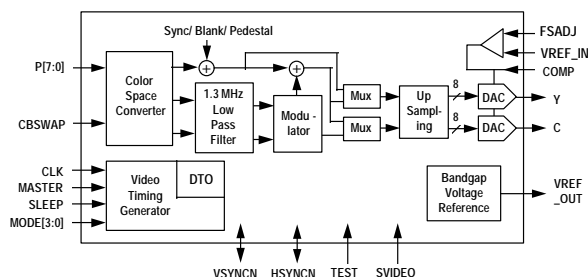 Sync/ Blank/ Pedestal
P[7:0]
CBSWAP
Color
Space
Converter
1.3 MHz
Low
Pass
Filter
Modu -
lator
Mux
Mux
Up
Sampl-
ing
8
8
DAC
DAC
FSADJ
VREF_IN
COMP
Y
C
CLK
MASTER
SLEEP
MODE[3:0]
Video
Timing
Generator
DTO
Bandgap
Voltage
Reference
VREF
_OUT
VSYNCN
HSYNCN
TEST
SVIDEO